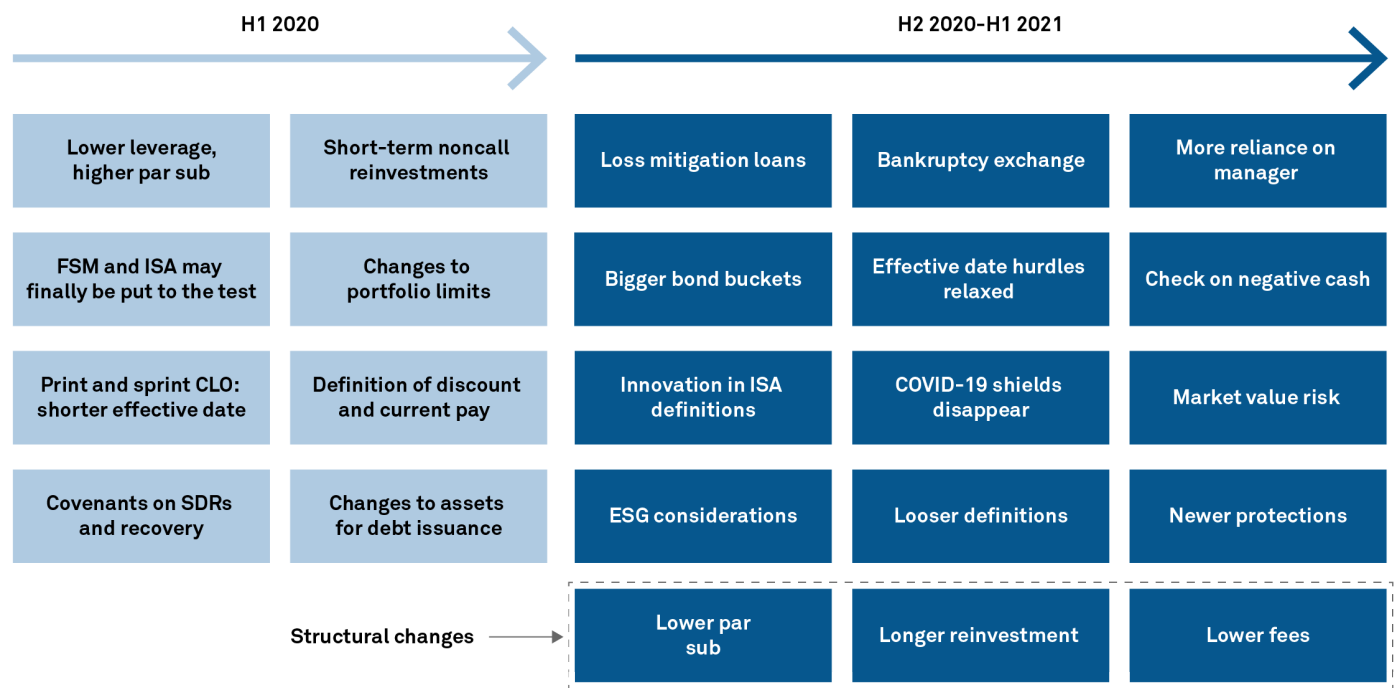 H1 2020
H2 2020-H1 2021
Lower leverage,
higher par sub
Short-term noncall
reinvestments
Loss mitigation loans
Bankruptcy exchange
More reliance on
manager
FSM and ISA may
finally be put to the test
Changes to
portfolio limits
Bigger bond buckets
Effective date hurdles
relaxed
Check on negative cash
Print and sprint CLO:
shorter effective date
Definition of discount
and current pay
Innovation in ISA
definitions
COVID-19 shields
disappear
Market value risk
Covenants on SDRs
and recovery
Changes to assets
for debt issuance
ESG considerations
Looser definitions
Newer protections
Structural changes
Lower par
sub
Longer reinvestment
Lower fees